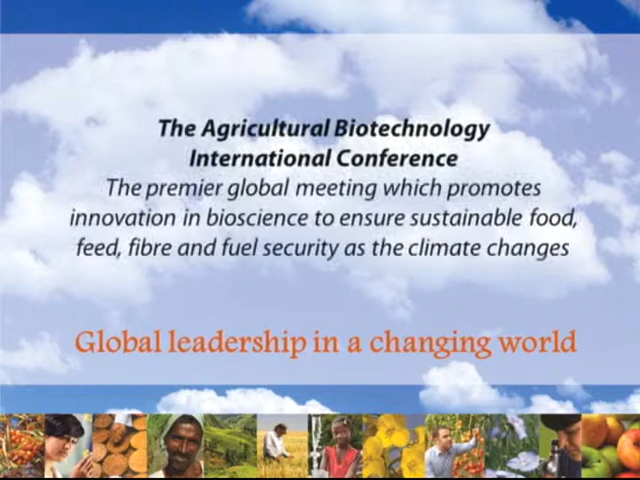 The Agricultural Biotechnology
International Conference
The premier global meeting which promotes
innovation in bioscience to ensure sustainable food,
feed, fibre and fuel security as the climate changes
Global leadership in a changing world